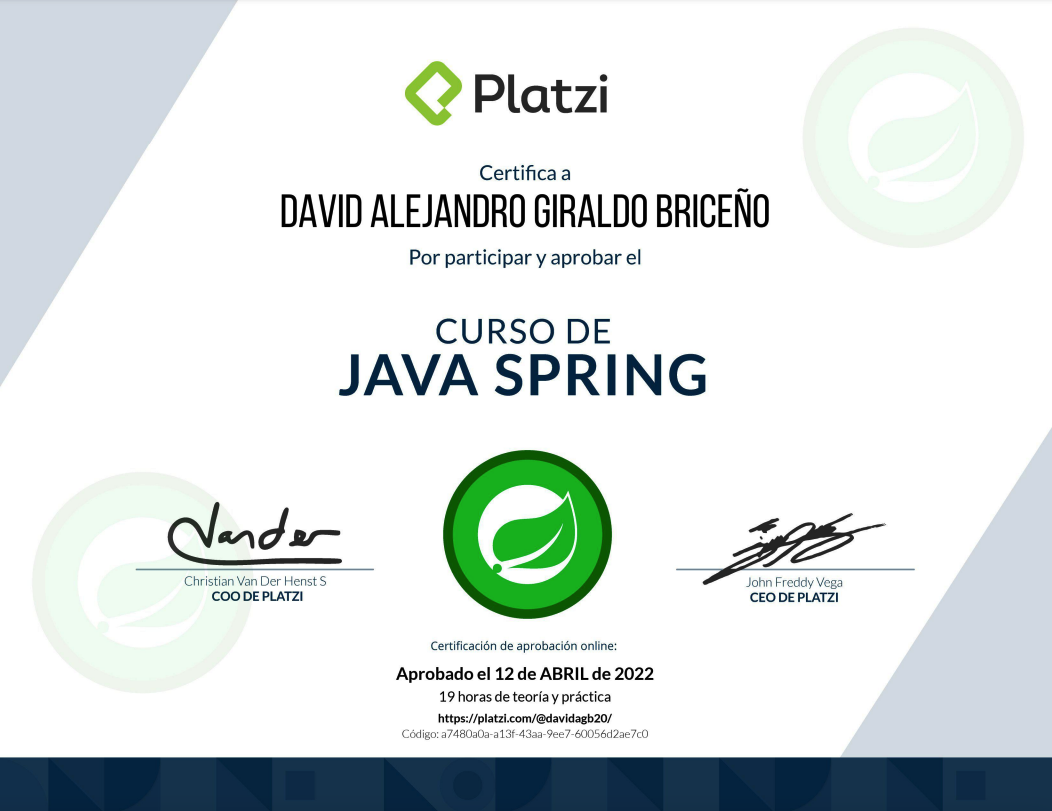 Platzi
Certifica a
DAVID ALEJANDRO GIRALDO BRICEÑO
Por participar y aprobar el
CURSO DE
JAVA SPRING
Vander
Christian Van Der Henst S
COO DE PLATZI
John Freddy Vega
CEO DE PLATZI
Certificación de aprobación online:
Aprobado el 12 de ABRIL de 2022
19 horas de teoría y práctica
https://platzi.com/@davidagb20/
Código: a7480a0a-a13f-43aa-9ee7-60056d2ae7c0